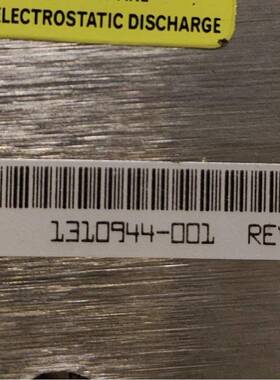 ELECTROSTATIC DISCHARGE
1310944-001 RE